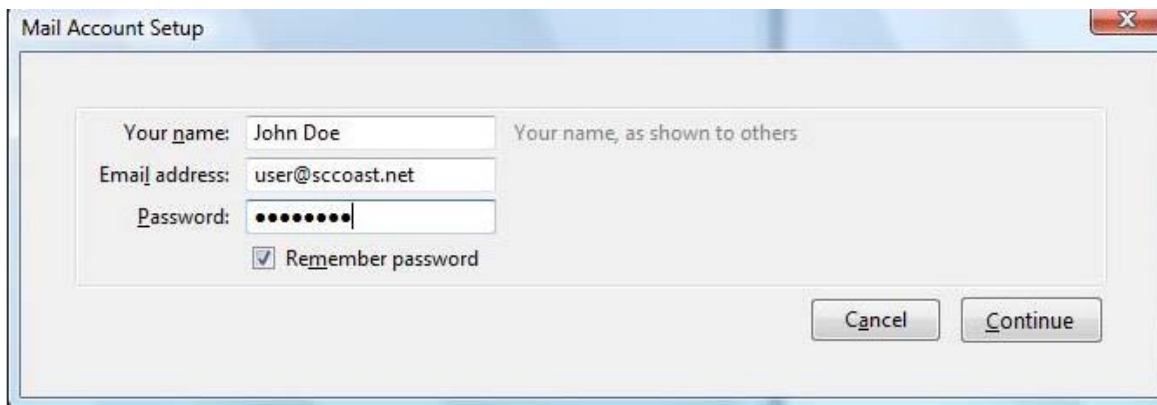 Mail Account Setup
Your name: John Doe Your name, as shown to others
Email address: user@sccoast.net
Password: ●●●●●●●●
Remember password
Cancel Continue